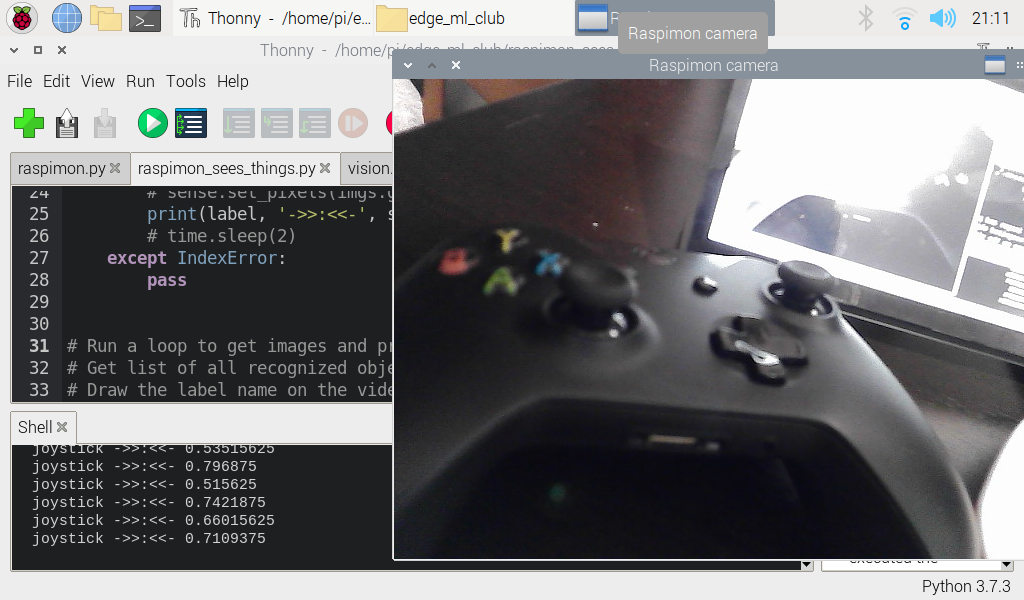 Thonny - /home/pi/e...
edge_ml_club
Raspimon camera
21:11
Thonny - /home/pi/edge_ml_club/raspimon_sees
Raspimon camera
File Edit View Run Tools Help
raspimon.py
raspimon_sees_things.py
vision.
24 # sense.set_pixels(imgs.
25 print(label, '->>:<<-', s
26 # time.sleep(2)
27 except IndexError:
28 pass
29
30
31 # Run a loop to get images and pr
32 # Get list of all recognized obje
33 # Draw the label name on the vide
Y
B X
A
Shell
joystick ->>:<<- 0.53515625
joystick ->>:<<- 0.796875
joystick ->>:<<- 0.515625
joystick ->>:<<- 0.7421875
joystick ->>:<<- 0.66015625
joystick ->>:<<- 0.7109375
executed the
Python 3.7.3